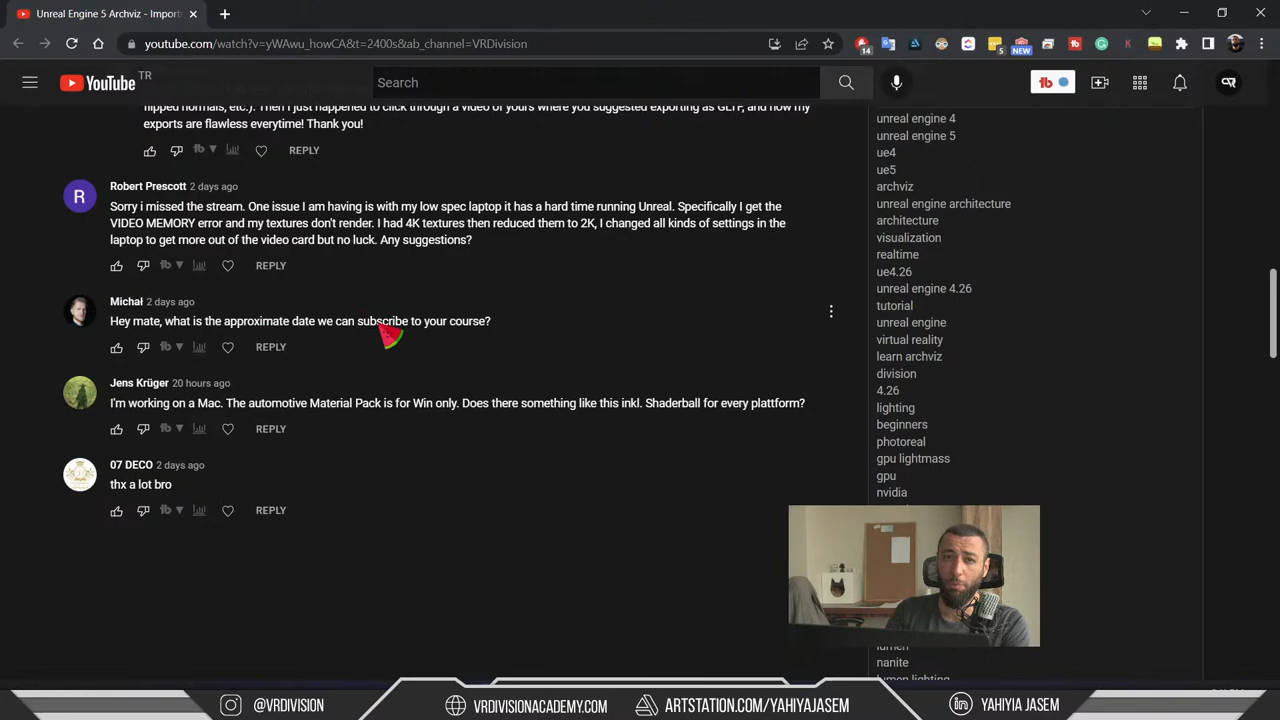 Unreal Engine 5 Archviz - Import
youtube.com/watch?v=yWAwu_howCA&t=2400s&ab_channel=VRDivision
14
5
NEW
YouTube TR
Search
flipped normals, etc.). Then I just happened to click through a video of yours where you suggested exporting as GLTF, and now my
exports are flawless everytime! Thank you!
REPLY
Robert Prescott 2 days ago
Sorry i missed the stream. One issue I am having is with my low spec laptop it has a hard time running Unreal. Specifically I get the
VIDEO MEMORY error and my textures don't render. I had 4K textures then reduced them to 2K, I changed all kinds of settings in the
laptop to get more out of the video card but no luck. Any suggestions?
REPLY
Michał 2 days ago
Hey mate, what is the approximate date we can subscribe to your course?
REPLY
Jens Krüger 20 hours ago
I'm working on a Mac. The automotive Material Pack is for Win only. Does there something like this inkl. Shaderball for every plattform?
REPLY
07 DECO 2 days ago
thx a lot bro
REPLY
unreal engine 4
unreal engine 5
ue4
ue5
archviz
unreal engine architecture
architecture
visualization
realtime
ue4.26
unreal engine 4.26
tutorial
unreal engine
virtual reality
learn archviz
division
4.26
lighting
beginners
photoreal
gpu lightmass
gpu
nvidia
lumen
nanite
lumen lighting
@VRDIVISION
VRDIVISIONACADEMY.COM
ARTSTATION.COM/YAHIYAJASEM
YAHIYIA JASEM